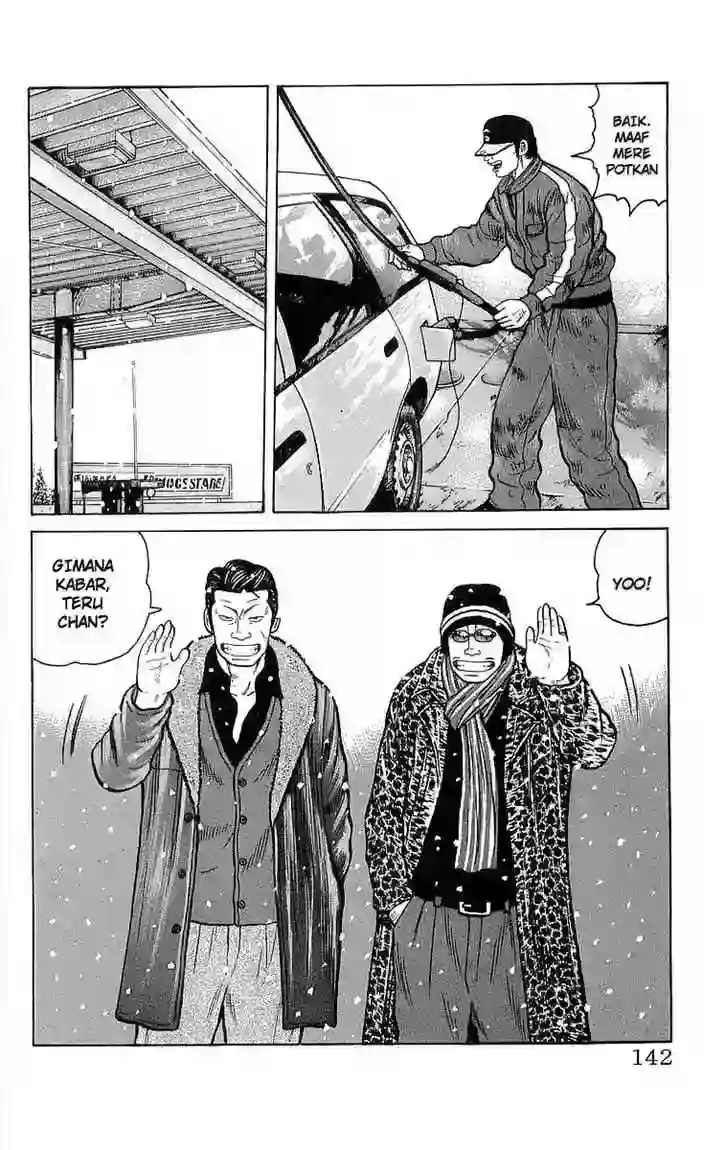 BAIK.
MAAF
MERE
POTKAN
GIMANA
KABAR,
TERU
CHAN?
YOO!
142